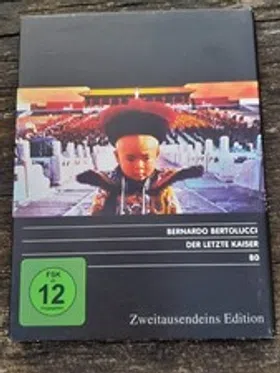 BERNARDO BERTOLUCCI
DER LETZTE KAISER
80
FSK
12
Zweitausendeins Edition